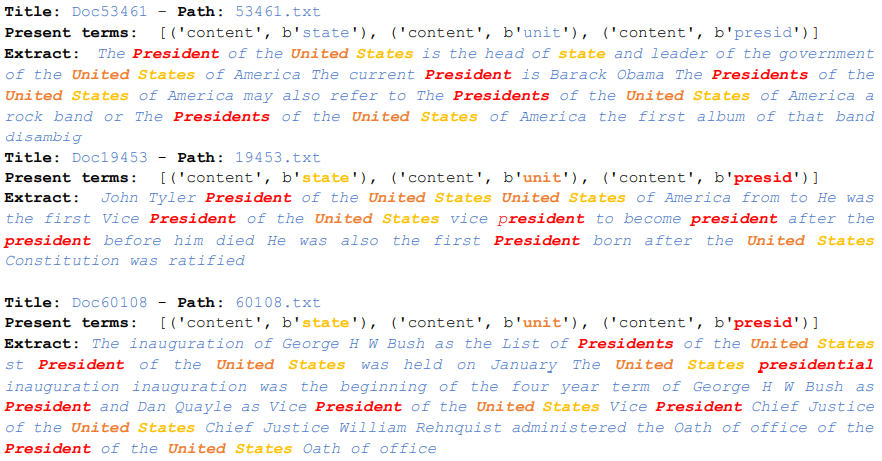 Title: Doc53461 - Path: 53461.txt
Present terms: [('content', b'state'), ('content', b'unit'), ('content', b'presid')]
Extract: The President of the United States is the head of state and leader of the government
of the United States of America The current President is Barack Obama The Presidents of the
United States of America may also refer to The Presidents of the United States of America a
rock band or The Presidents of the United States of America the first album of that band
disambig
Title: Doc19453 - Path: 19453.txt
Present terms: [('content', b'state'), ('content', b'unit'), ('content', b'presid')]
Extract: John Tyler President of the United States United States of America from to He was
the first Vice President of the United States vice president to become president after the
president before him died He was also the first President born after the United States
Constitution was ratified
Title: Doc60108 - Path: 60108.txt
Present terms: [('content', b'state'), ('content', b'unit'), ('content', b'presid')]
Extract: The inauguration of George H W Bush as the List of Presidents of the United States
st President of the United States was held on January The United States presidential
inauguration inauguration was the beginning of the four year term of George H W Bush as
President and Dan Quayle as Vice President of the United States Vice President Chief Justice
of the United States Chief Justice William Rehnquist administered the Oath of office of the
President of the United States Oath of office